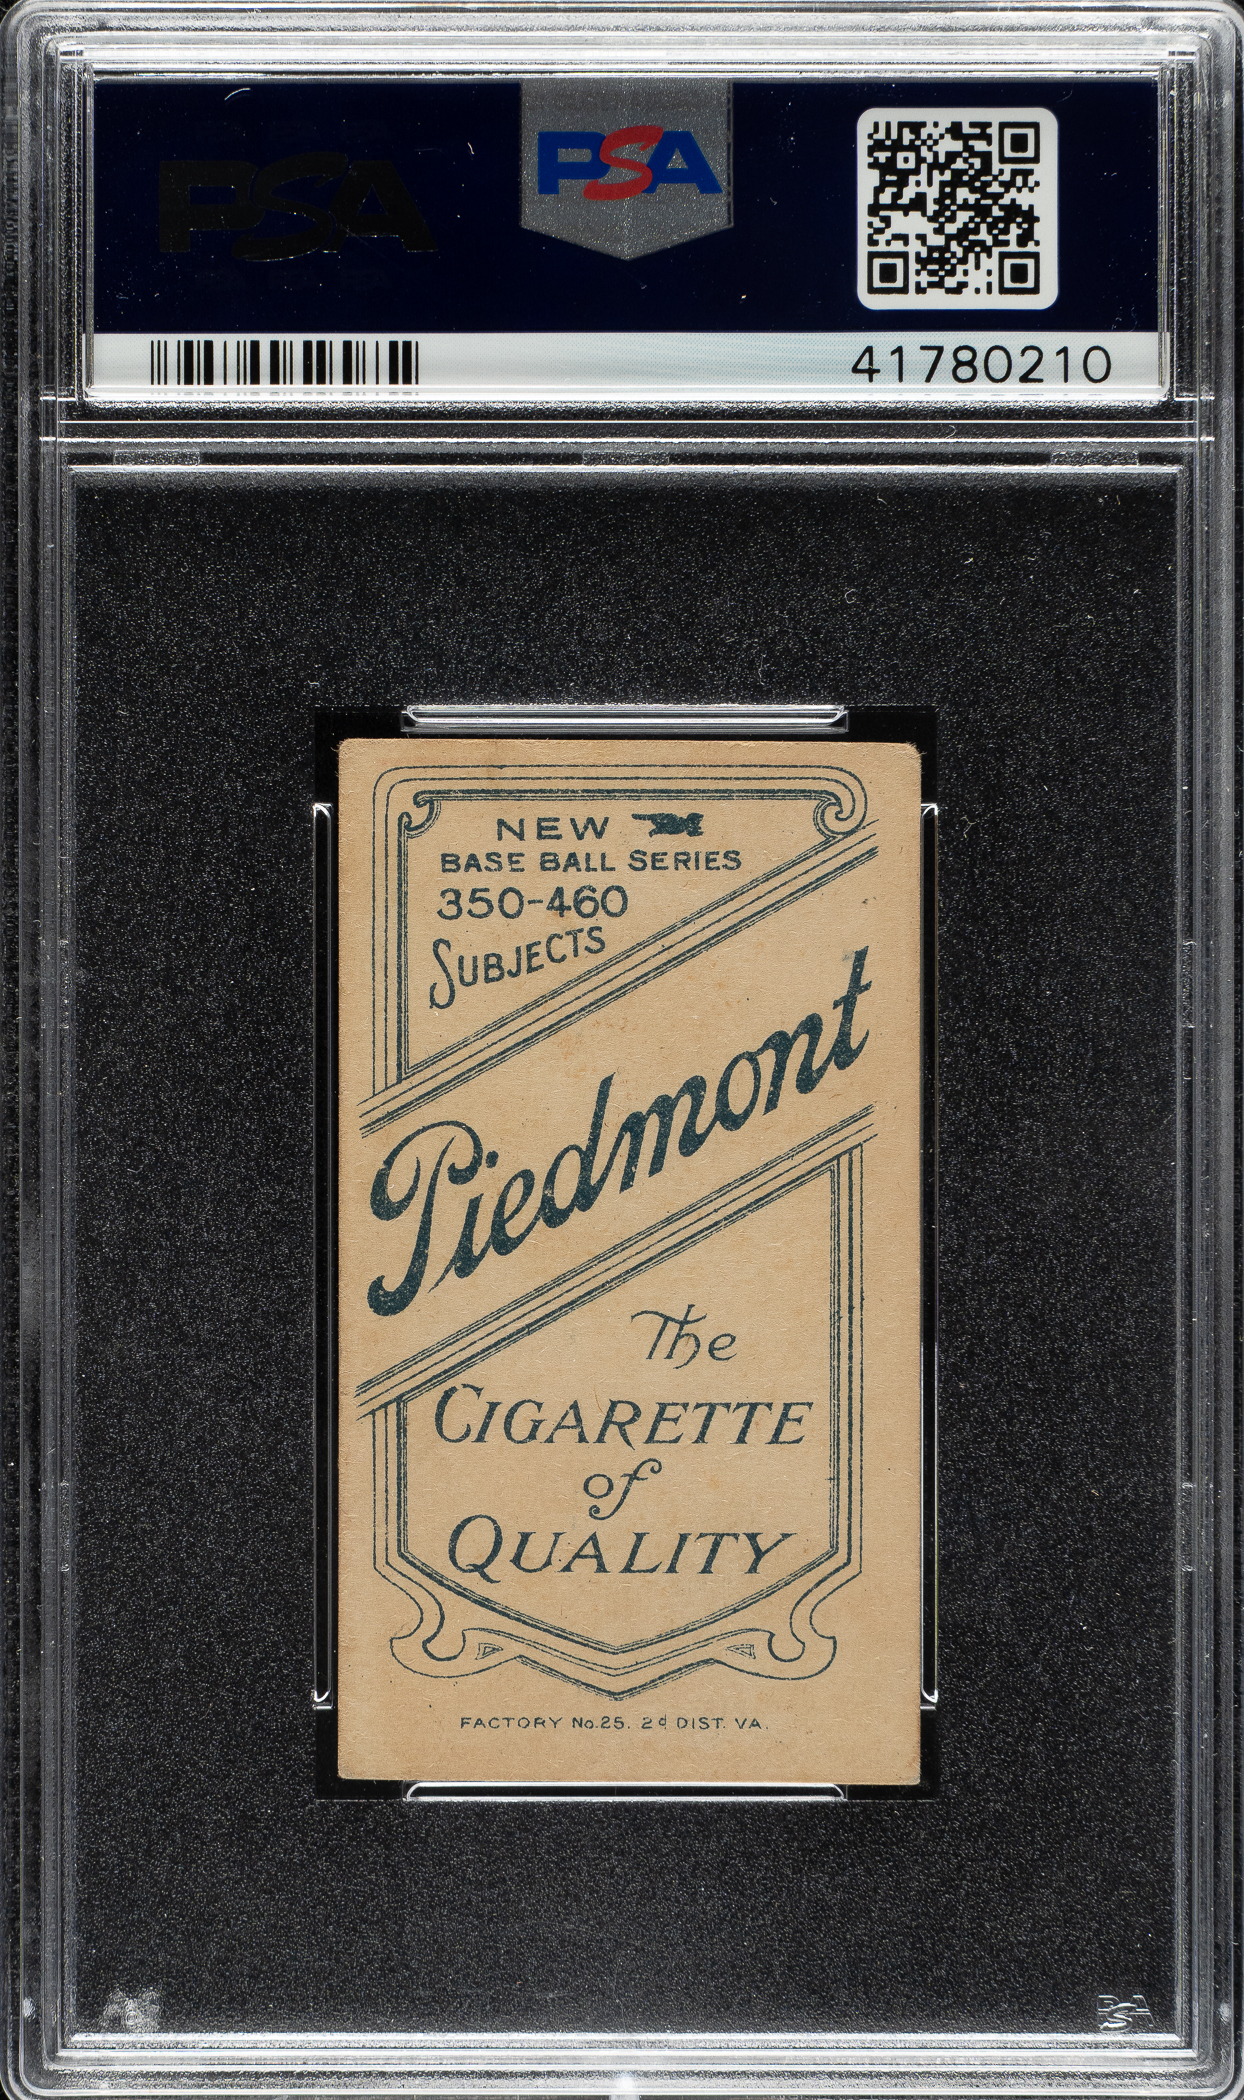 PSA
PSA
41780210
NEW
BASE BALL SERIES
350-460
SUBJECTS
Piedmont
The
CIGARETTE
of
QUALITY
FACTORY No.25. 2d DIST. VA.
PSA